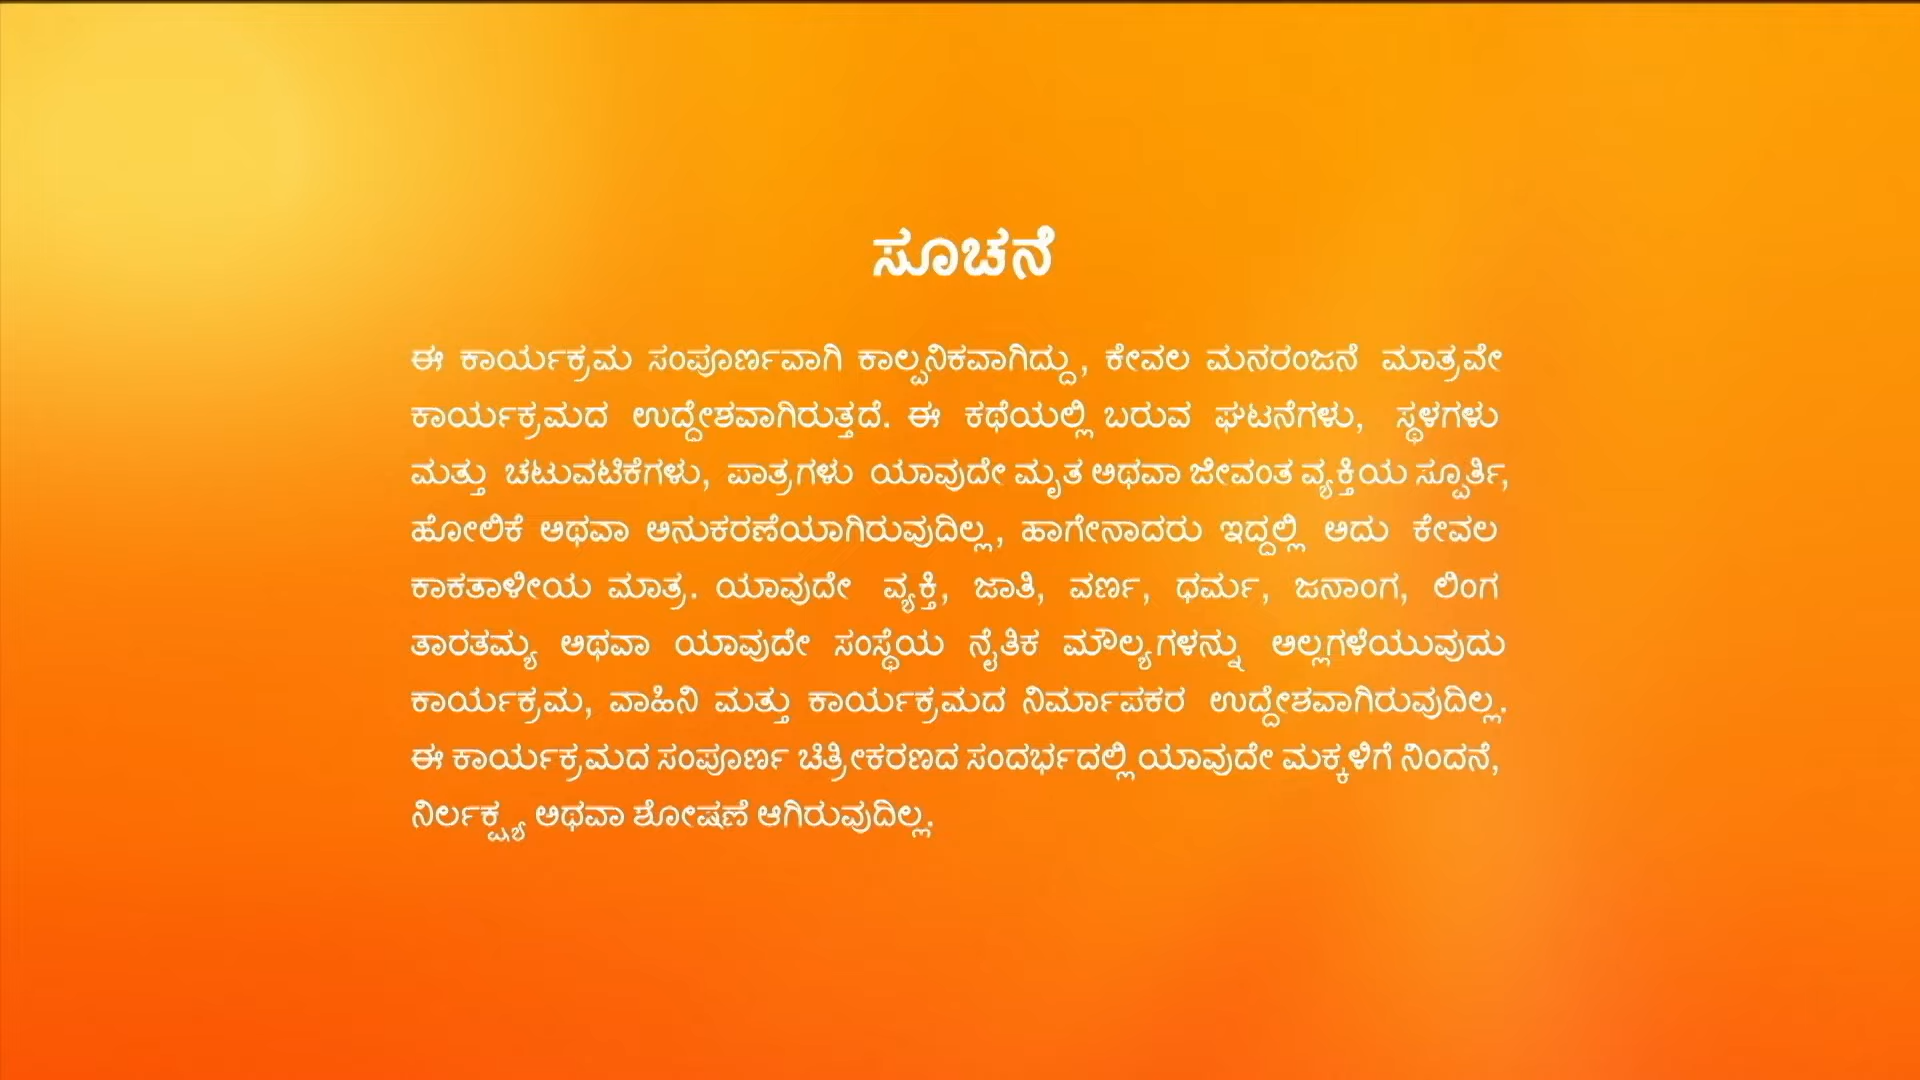 ಸೂಚನೆ
ಈ ಕಾರ್ಯಕ್ರಮ ಸಂಪೂರ್ಣವಾಗಿ ಕಾಲ್ಪನಿಕವಾಗಿದ್ದು, ಕೇವಲ ಮನರಂಜನೆ ಮಾತ್ರವೇ
ಕಾರ್ಯಕ್ರಮದ ಉದ್ದೇಶವಾಗಿರುತ್ತದೆ. ಈ ಕಥೆಯಲ್ಲಿ ಬರುವ ಘಟನೆಗಳು, ಸ್ಥಳಗಳು
ಮತ್ತು ಚಟುವಟಿಕೆಗಳು, ಪಾತ್ರಗಳು ಯಾವುದೇ ಮೃತ ಅಥವಾ ಜೀವಂತ ವ್ಯಕ್ತಿಯ ಸ್ಪೂರ್ತಿ,
ಹೋಲಿಕೆ ಅಥವಾ ಅನುಕರಣೆಯಾಗಿರುವುದಿಲ್ಲ, ಹಾಗೇನಾದರು ಇದ್ದಲ್ಲಿ ಅದು ಕೇವಲ
ಕಾಕತಾಳೀಯ ಮಾತ್ರ. ಯಾವುದೇ ವ್ಯಕ್ತಿ, ಜಾತಿ, ವರ್ಣ, ಧರ್ಮ, ಜನಾಂಗ, ಲಿಂಗ
ತಾರತಮ್ಯ ಅಥವಾ ಯಾವುದೇ ಸಂಸ್ಥೆಯ ನೈತಿಕ ಮೌಲ್ಯಗಳನ್ನು ಅಲ್ಲಗಳೆಯುವುದು
ಕಾರ್ಯಕ್ರಮ, ವಾಹಿನಿ ಮತ್ತು ಕಾರ್ಯಕ್ರಮದ ನಿರ್ಮಾಪಕರ ಉದ್ದೇಶವಾಗಿರುವುದಿಲ್ಲ.
ಈ ಕಾರ್ಯಕ್ರಮದ ಸಂಪೂರ್ಣ ಚಿತ್ರೀಕರಣದ ಸಂದರ್ಭದಲ್ಲಿ ಯಾವುದೇ ಮಕ್ಕಳಿಗೆ ನಿಂದನೆ,
ನಿರ್ಲಕ್ಷ್ಯ ಅಥವಾ ಶೋಷಣೆ ಆಗಿರುವುದಿಲ್ಲ.